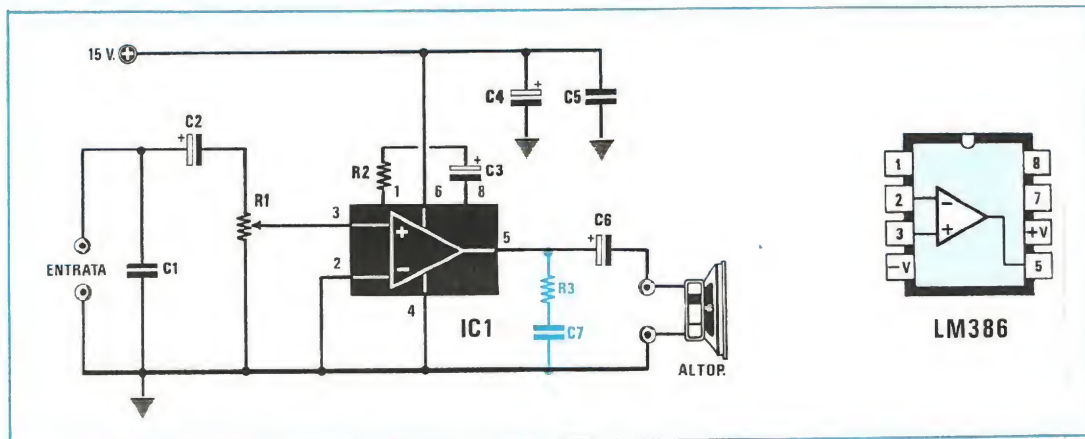 15 V.
C4
+
C5
C2
+
R2
+
C3
1
6
8
R1
3
+
2
-
4
5
IC1
C6
+
ENTRATA
C1
R3
C7
ALTOP.
1
8
2
-
7
3
+
+V
-V
5
LM386